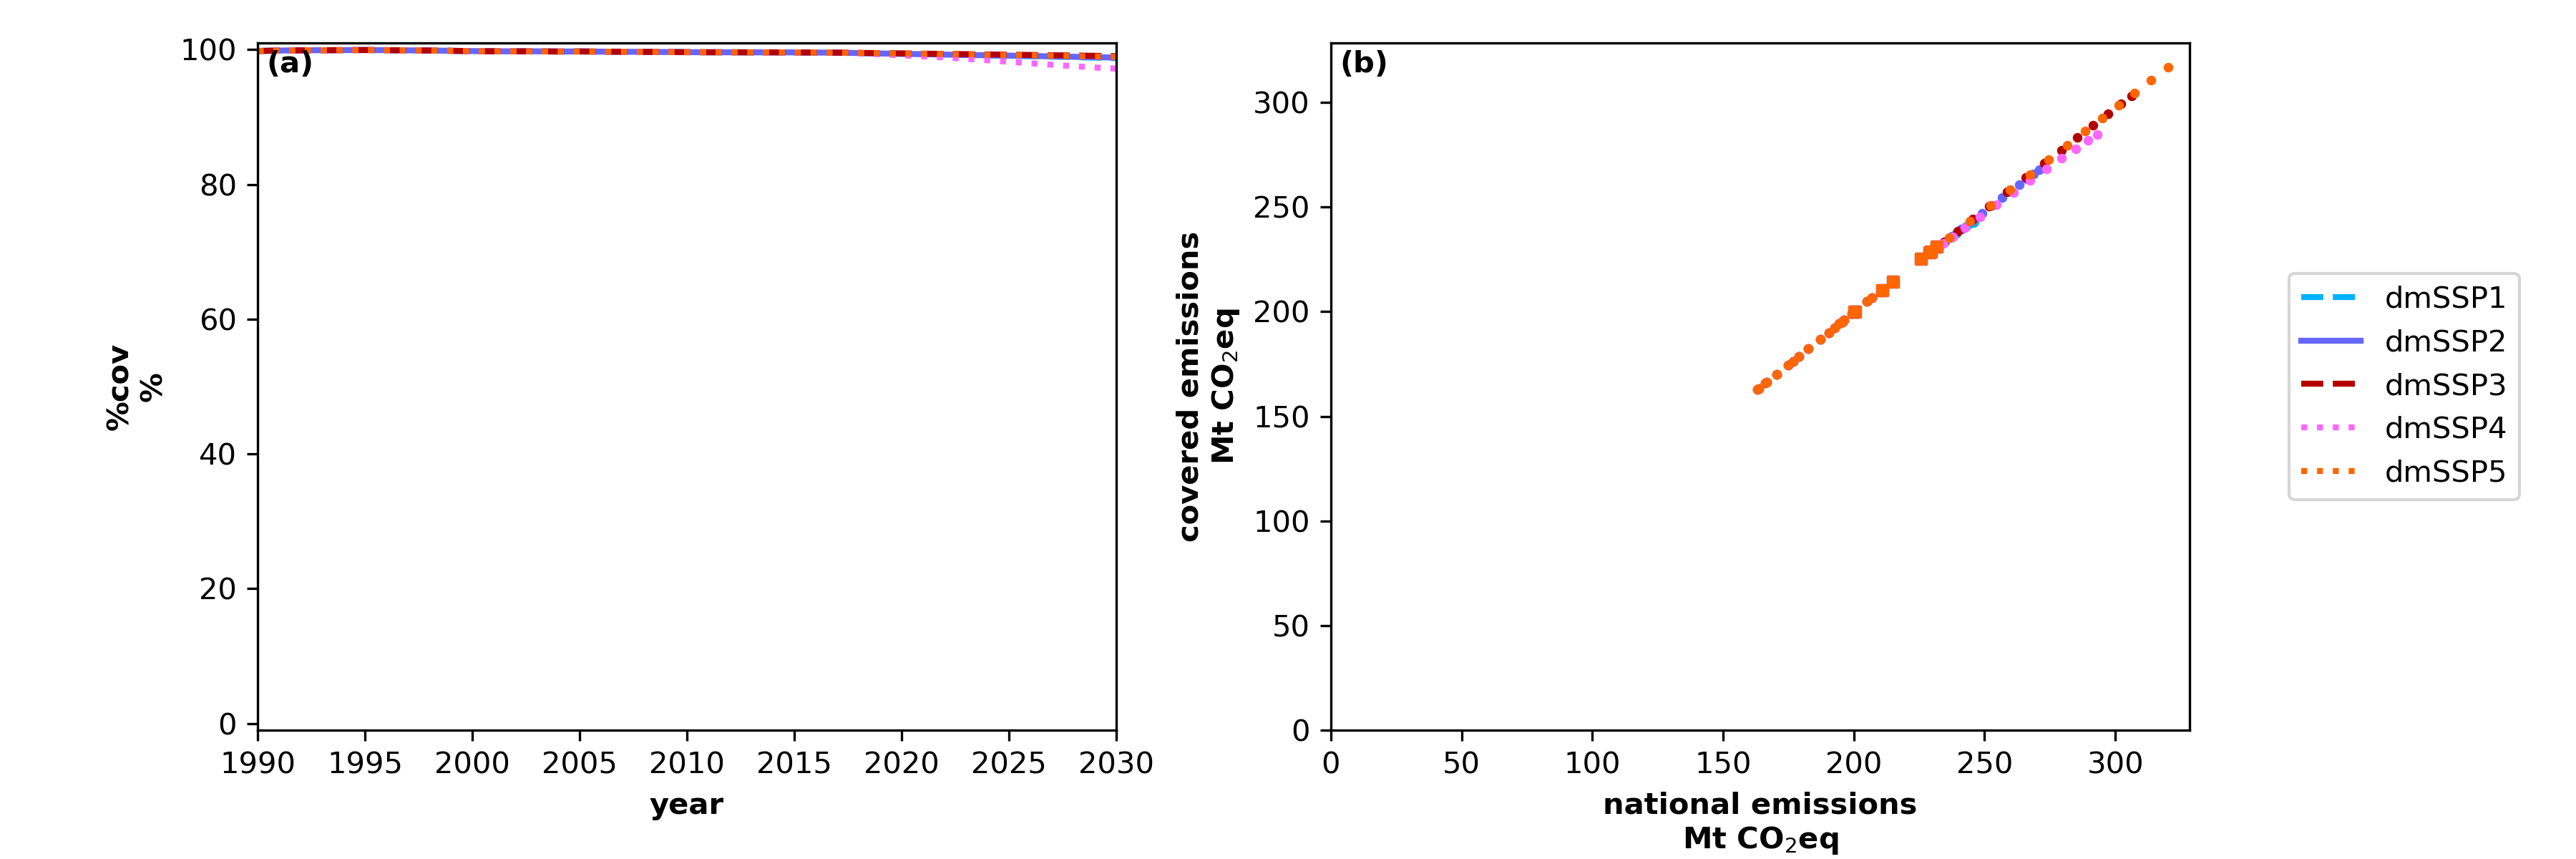 (a)
100
80
60
40
20
0
%cov
%
1990 1995 2000 2005 2010 2015 2020 2025 2030
year
(b)
300
250
200
150
100
50
0
covered emissions
Mt CO₂eq
0 50 100 150 200 250 300
national emissions
Mt CO₂eq
dmSSP1
dmSSP2
dmSSP3
dmSSP4
dmSSP5